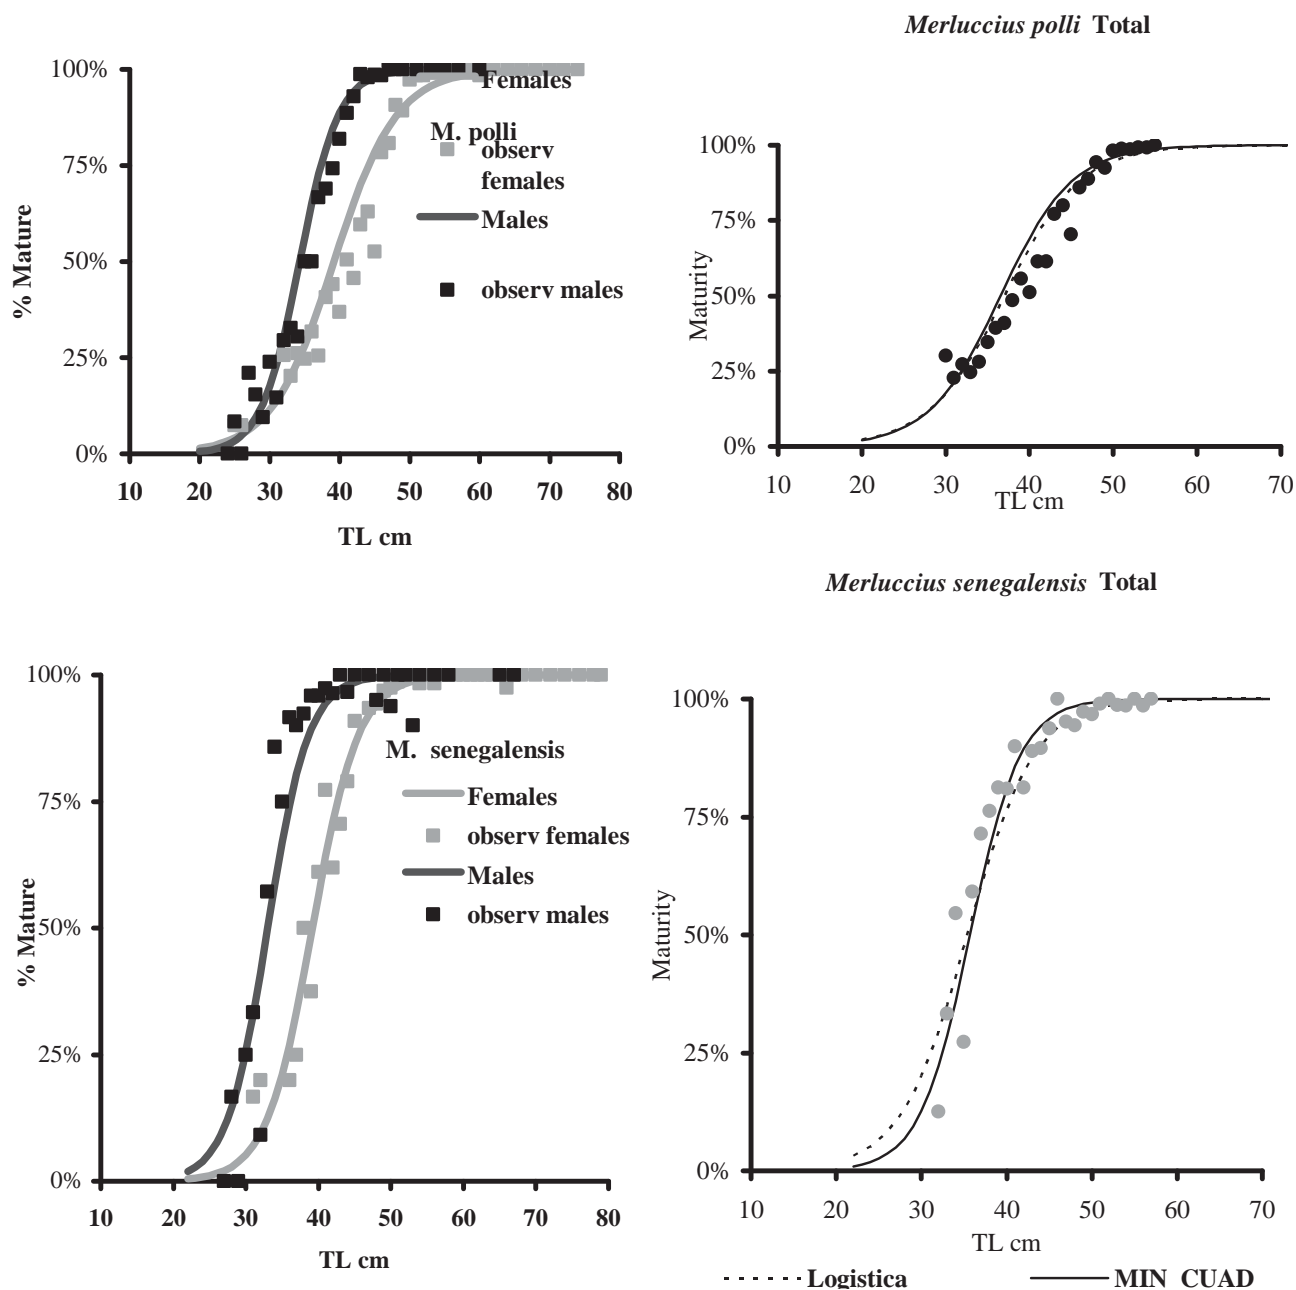 Merluccius polli Total
100%
75%
50%
25%
0%
% Mature
Females
M. polli
observ
females
Males
observ males
10 20 30 40 50 60 70 80
TL cm
100%
75%
50%
25%
0%
Maturity
10 20 30 40 50 60 70
TL cm
Merluccius senegalensis Total
100%
75%
50%
25%
0%
% Mature
M. senegalensis
Females
observ females
Males
observ males
10 20 30 40 50 60 70 80
TL cm
100%
75%
50%
25%
0%
Maturity
10 20 30 40 50 60 70
TL cm
Logistica MIN CUAD